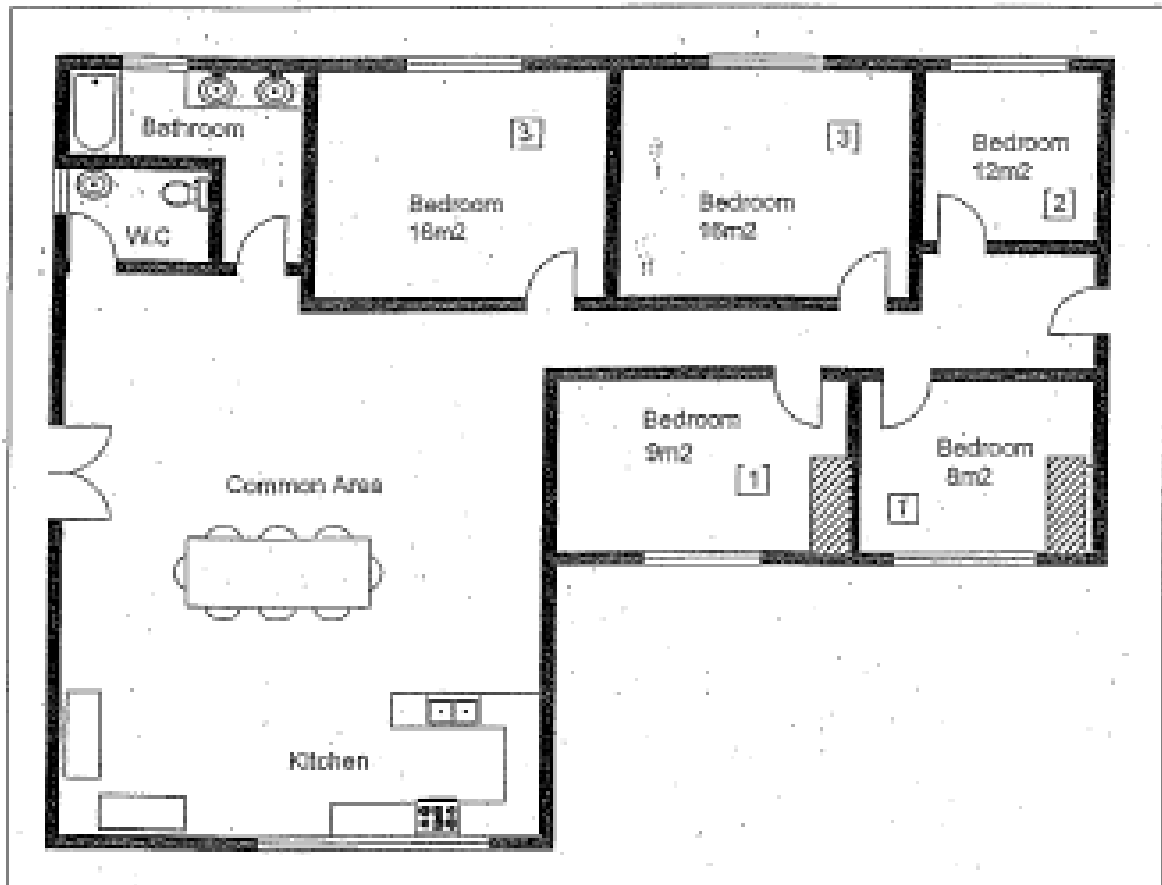 Bathroom
W.C
Bedroom
16m2
[3]
Bedroom
16m2
[3]
Bedroom
12m2
[2]
Bedroom
9m2
[1]
Bedroom
8m2
[1]
Common Area
Kitchen